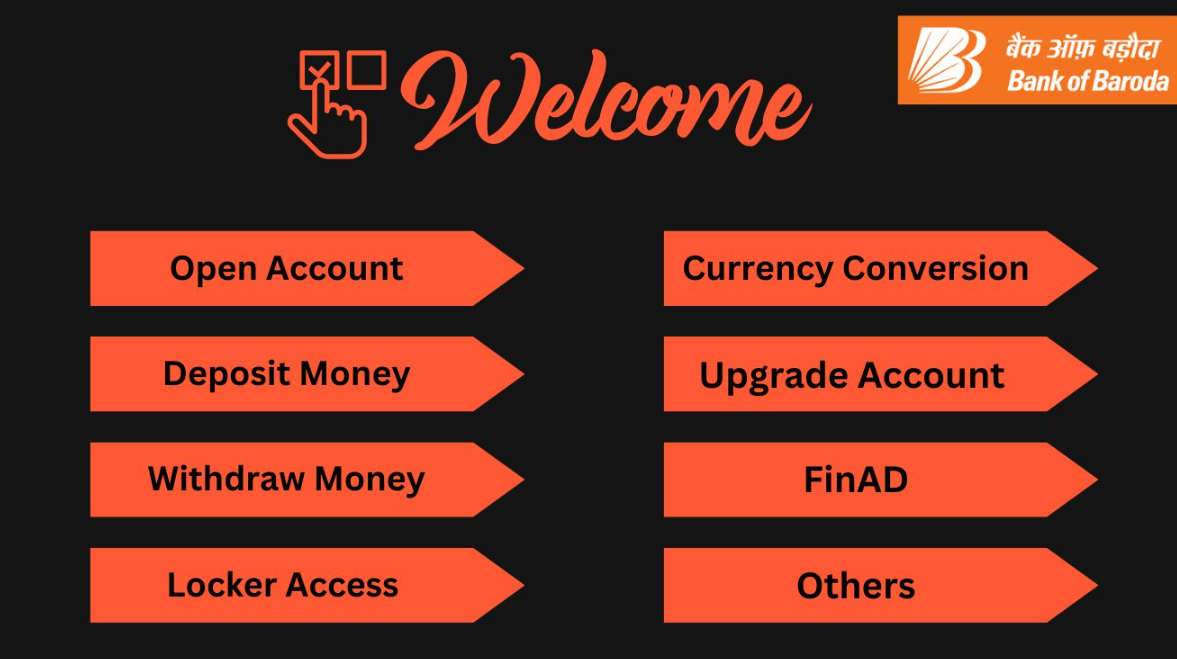 Welcome
बैंक ऑफ़ बड़ौदा
Bank of Baroda
Open Account
Deposit Money
Withdraw Money
Locker Access
Currency Conversion
Upgrade Account
FinAD
Others